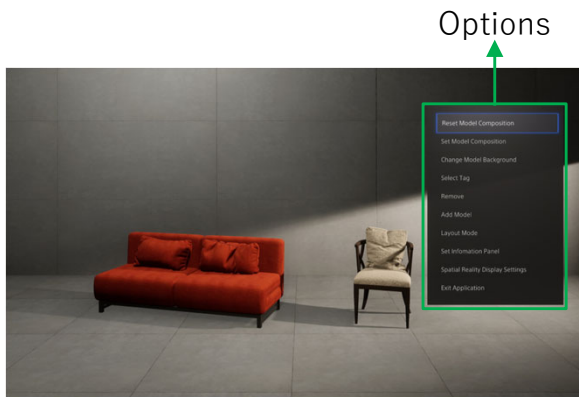 Options
Reset Model Composition
Set Model Composition
Change Model Background
Select Tag
Remove
Add Model
Layout Mode
Set Infomation Panel
Spatial Reality Display Settings
Exit Application